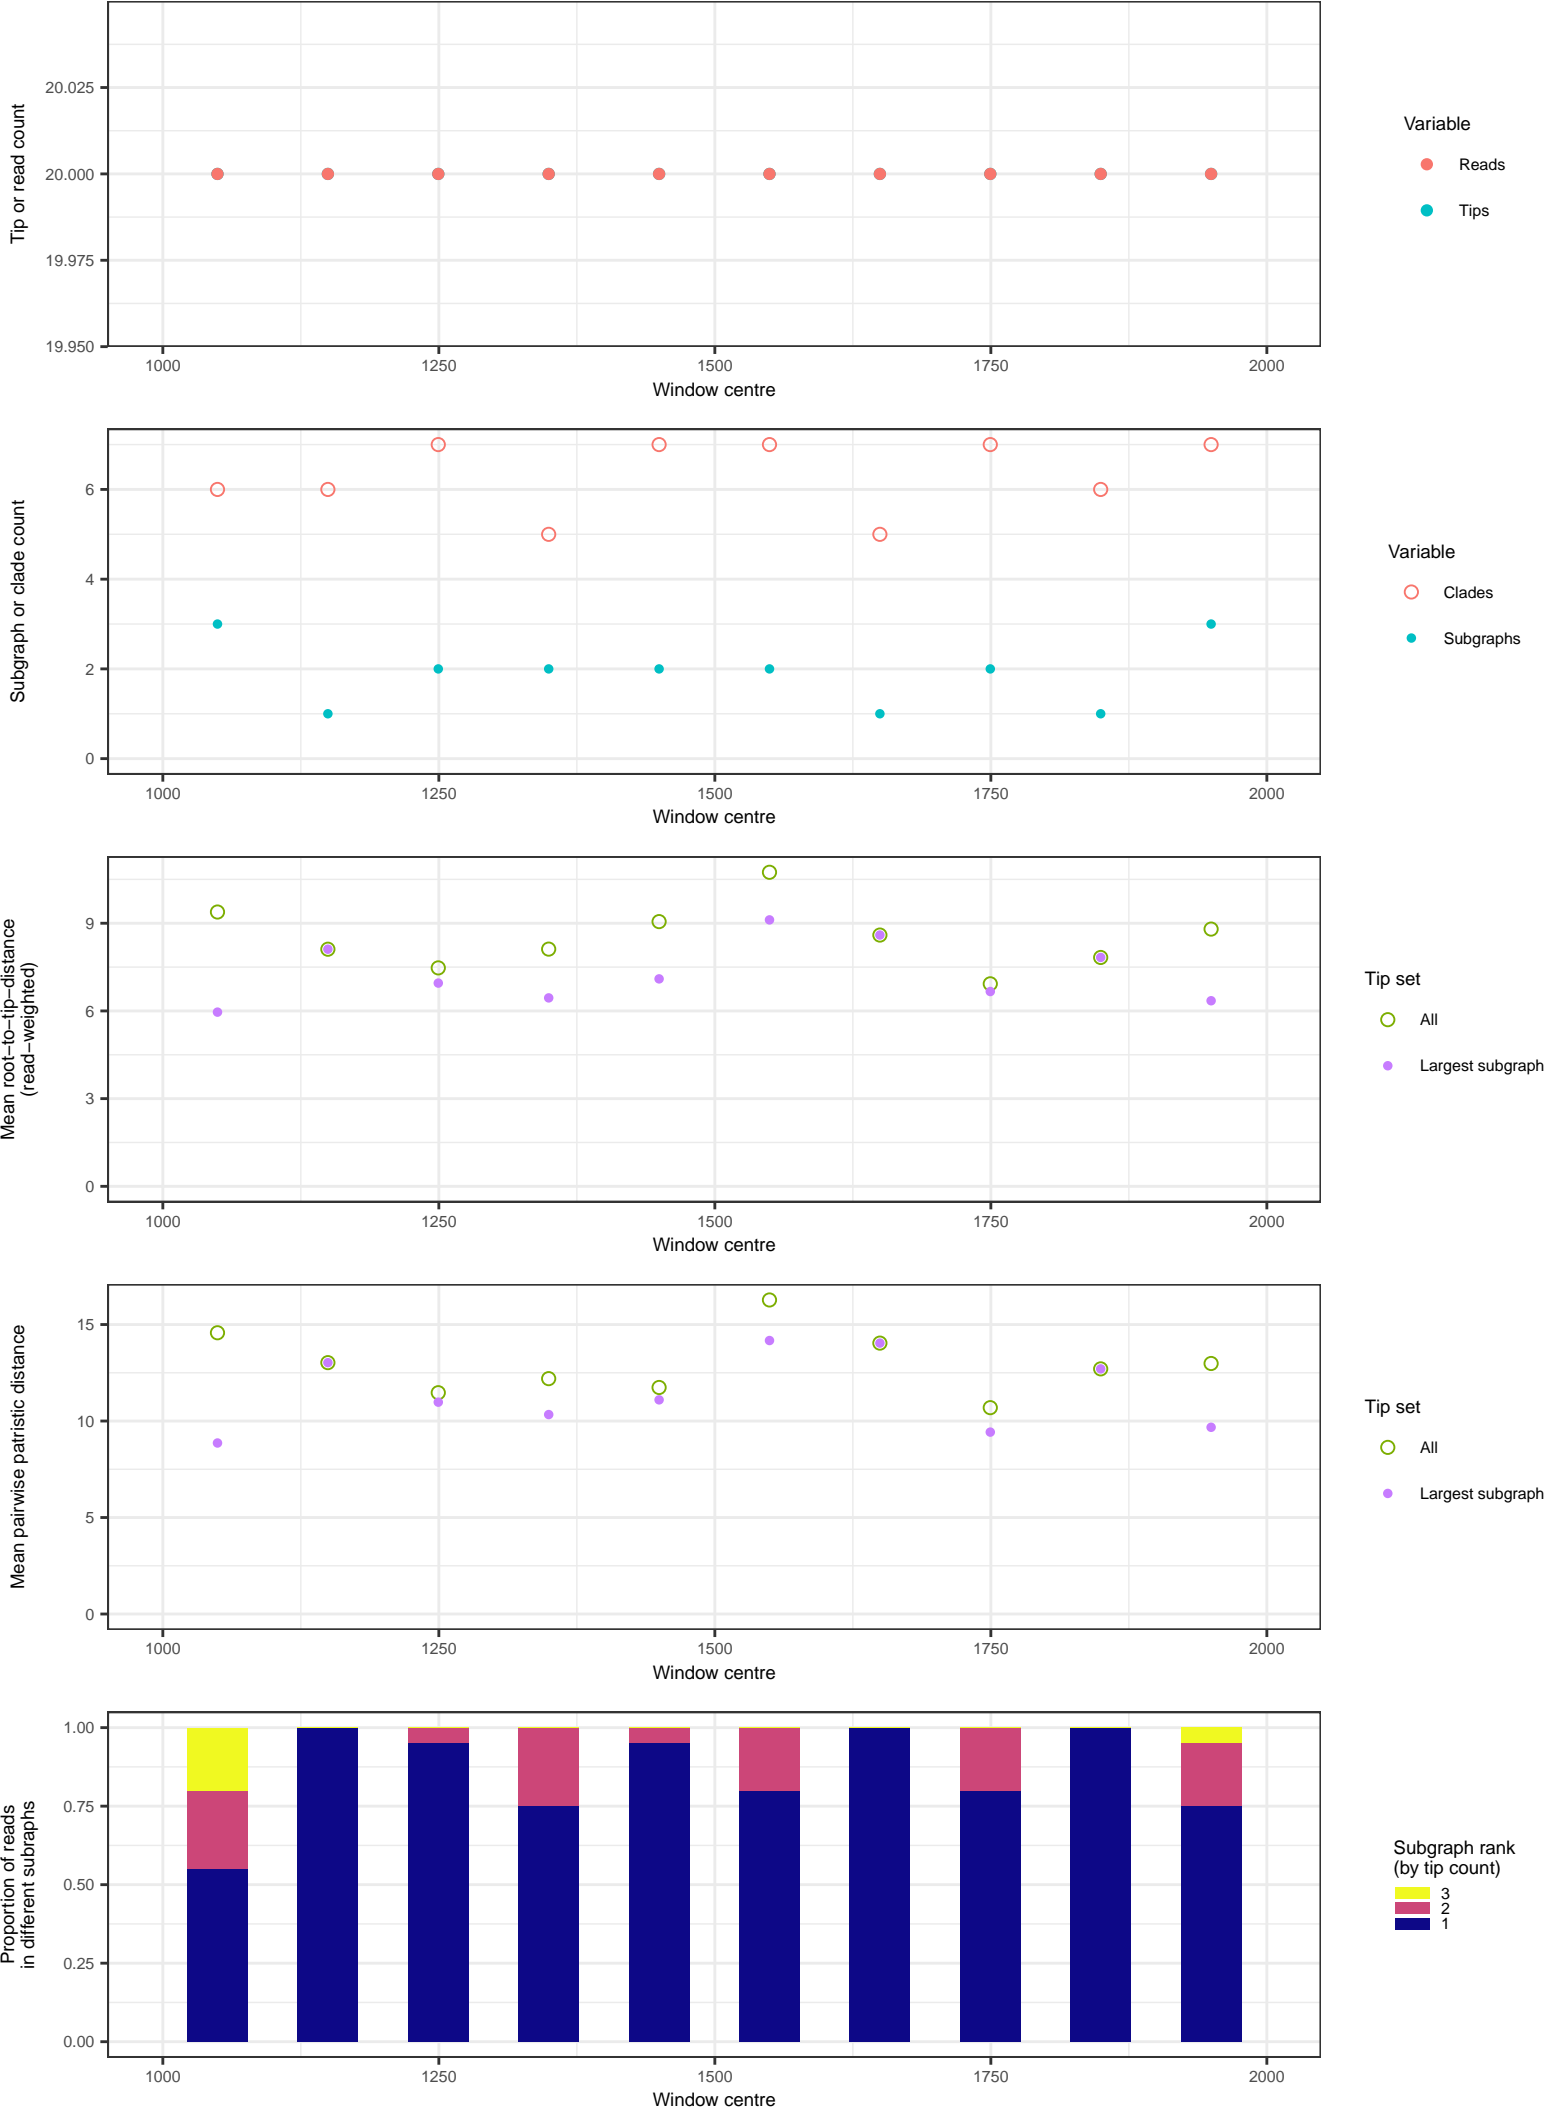 20.025
20.000
19.975
19.950
Tip or read count
1000 1250 1500 1750 2000
Window centre
Variable
Reads
Tips
6
4
2
0
Subgraph or clade count
1000 1250 1500 1750 2000
Window centre
Variable
Clades
Subgraphs
9
6
3
0
Mean root−to−tip−distance
(read−weighted)
1000 1250 1500 1750 2000
Window centre
Tip set
All
Largest subgraph
15
10
5
0
Mean pairwise patristic distance
1000 1250 1500 1750 2000
Window centre
Tip set
All
Largest subgraph
1.00
0.75
0.50
0.25
0.00
Proportion of reads
in different subraphs
1000 1250 1500 1750 2000
Window centre
Subgraph rank
(by tip count)
3
2
1